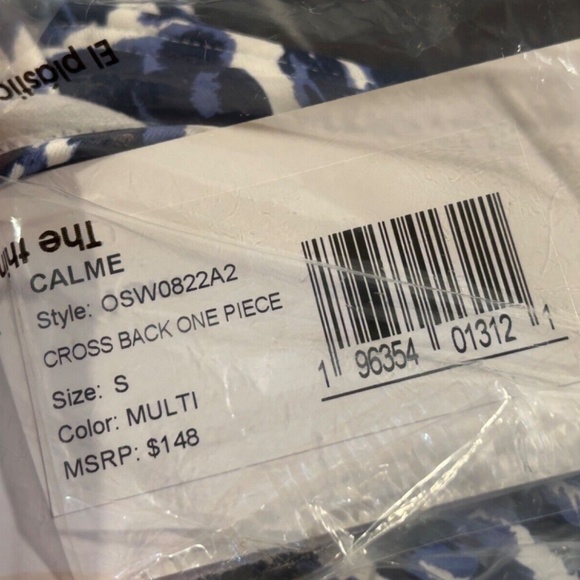 El plástic
The thi
CALME
Style: OSW0822A2
CROSS BACK ONE PIECE
Size: S
Color: MULTI
MSRP: $148
1 96354 01312 1